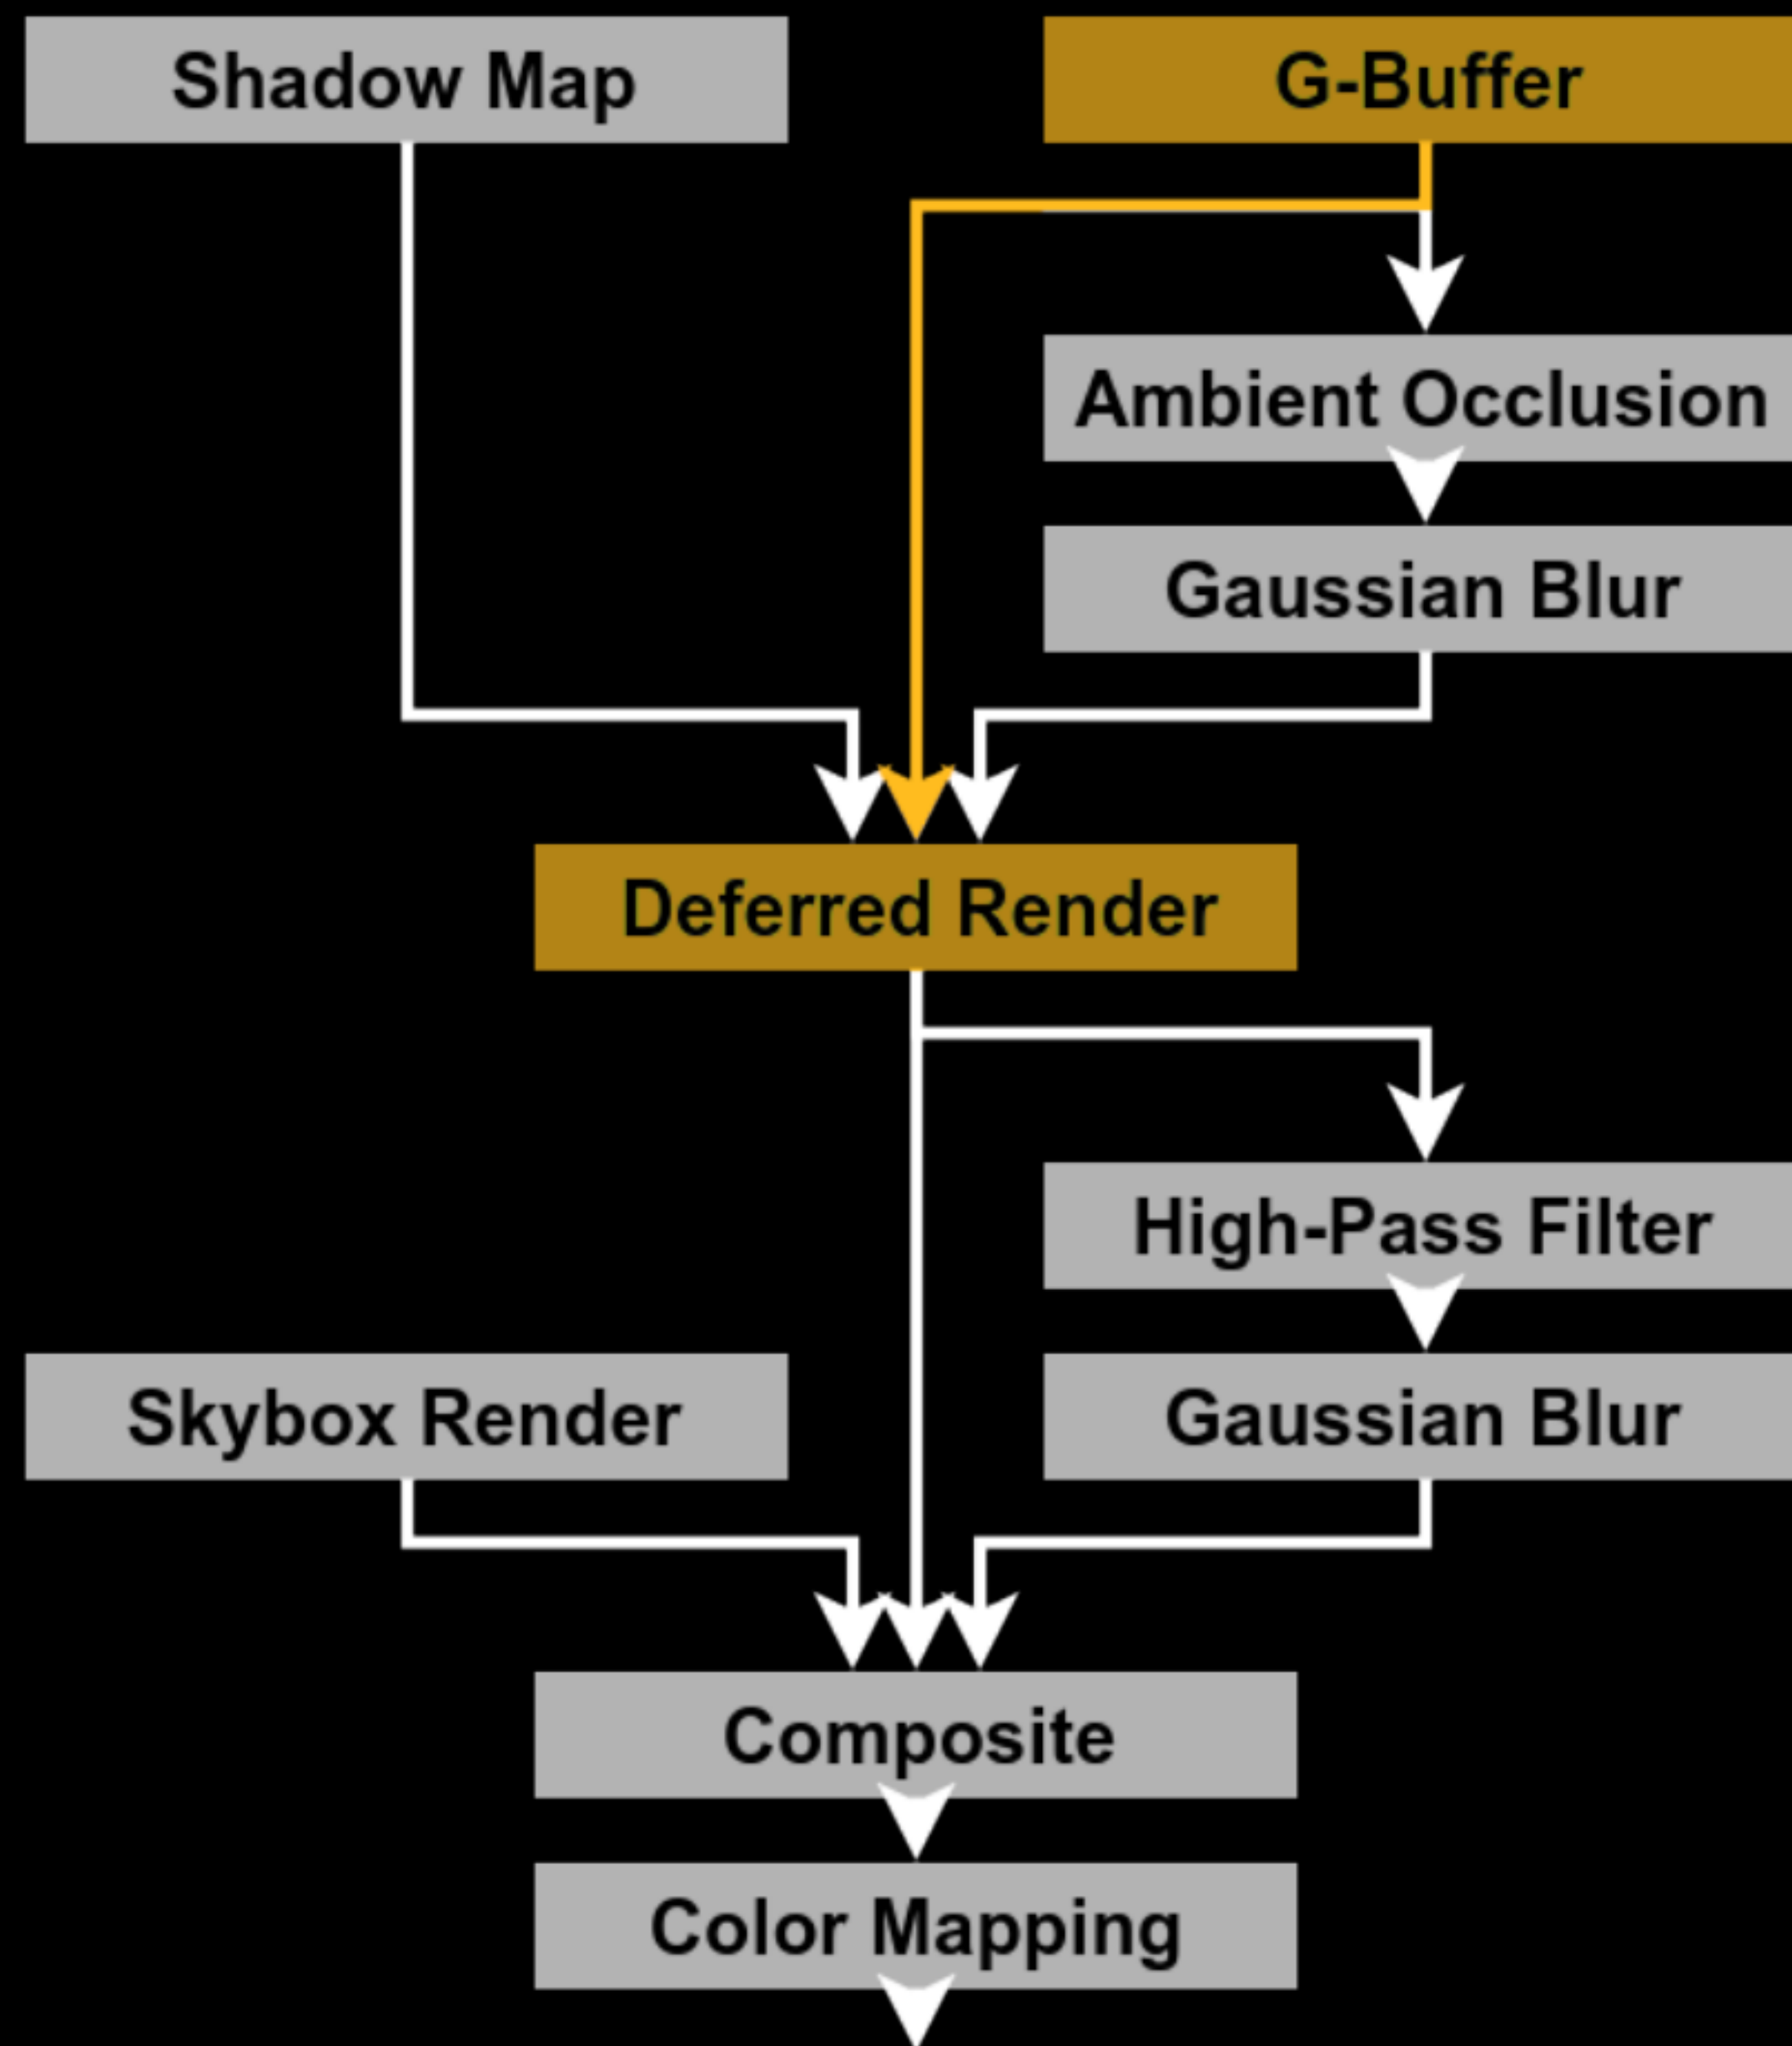 Shadow Map
G-Buffer
Ambient Occlusion
Gaussian Blur
Deferred Render
High-Pass Filter
Skybox Render
Gaussian Blur
Composite
Color Mapping